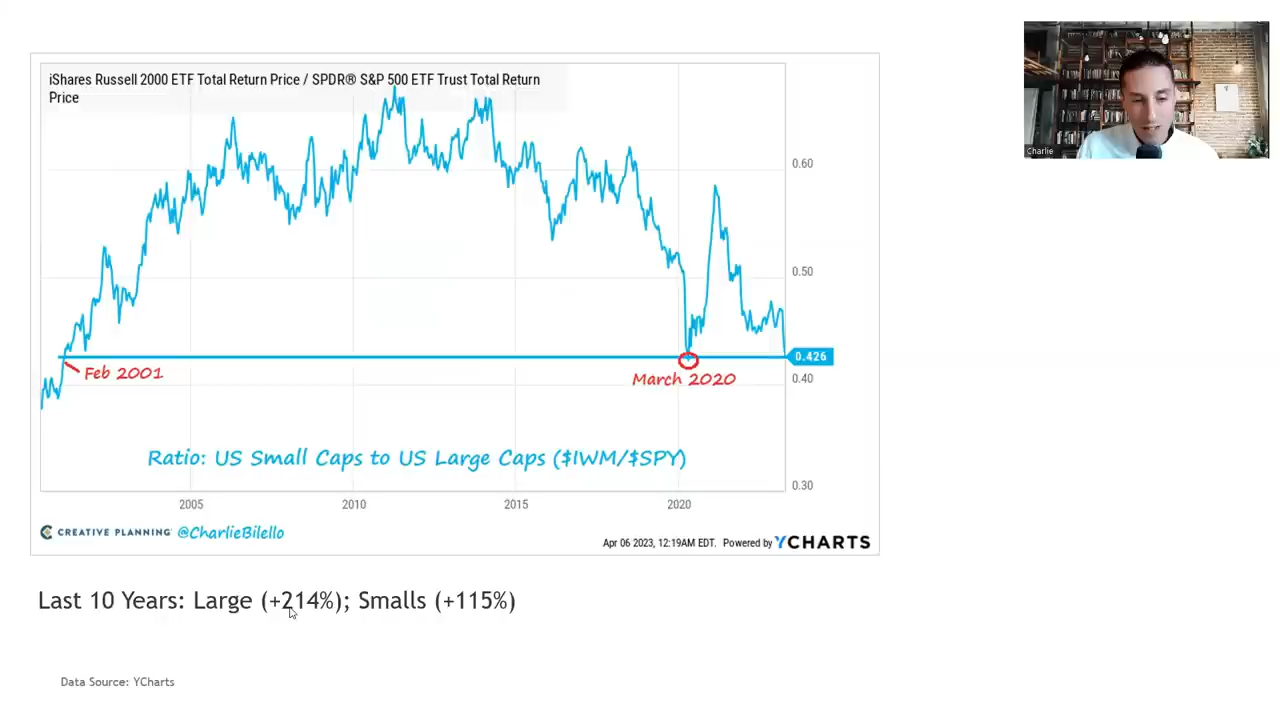 iShares Russell 2000 ETF Total Return Price / SPDR® S&P 500 ETF Trust Total Return
Price
0.60
0.50
0.426
Feb 2001
March 2020
0.40
Ratio: US Small Caps to US Large Caps ($IWM/$SPY)
0.30
2005
2010
2015
2020
CREATIVE PLANNING @CharlieBilello
Apr 06 2023, 12:19AM EDT. Powered by YCHARTS
Last 10 Years: Large (+214%); Smalls (+115%)
Data Source: YCharts
Charlie